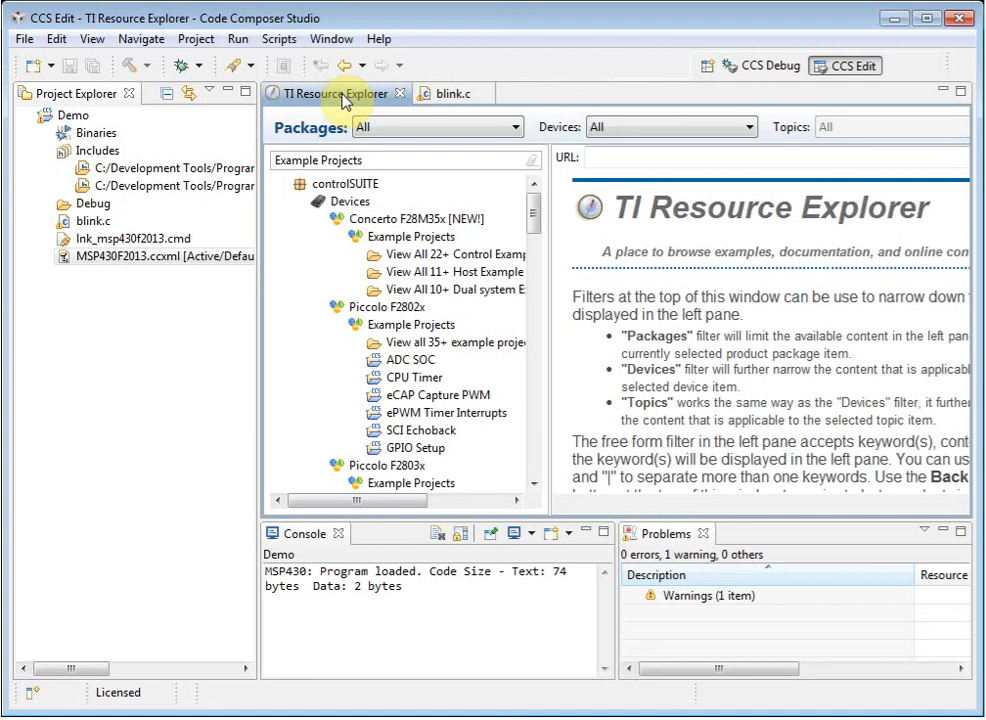 CCS Edit - TI Resource Explorer - Code Composer Studio
File Edit View Navigate Project Run Scripts Window Help
CCS Debug CCS Edit
Project Explorer
Demo
Binaries
Includes
C:/Development Tools/Progran
C:/Development Tools/Progran
Debug
blink.c
lnk_msp430f2013.cmd
MSP430F2013.ccxml [Active/Defau
TI Resource Explorer blink.c
Packages: All Devices: All Topics: All
Example Projects
controlSUITE
Devices
Concerto F28M35x [NEW!]
Example Projects
View All 22+ Control Examp
View All 11+ Host Example
View All 10+ Dual system E
Piccolo F2802x
Example Projects
View all 35+ example proje
ADC SOC
CPU Timer
eCAP Capture PWM
ePWM Timer Interrupts
SCI Echoback
GPIO Setup
Piccolo F2803x
Example Projects
URL:
TI Resource Explorer
A place to browse examples, documentation, and online con
Filters at the top of this window can be use to narrow down
displayed in the left pane.
"Packages" filter will limit the available content in the left pan
currently selected product package item.
"Devices" filter will further narrow the content that is applicabl
selected device item.
"Topics" works the same way as the "Devices" filter, it further
the content that is applicable to the selected topic item.
The free form filter in the left pane accepts keyword(s), cont
the keyword(s) will be displayed in the left pane. You can us
and "|" to separate more than one keywords. Use the Back
Console
Demo
MSP430: Program loaded. Code Size - Text: 74
bytes Data: 2 bytes
Problems
0 errors, 1 warning, 0 others
Description Resource
Warnings (1 item)
Licensed